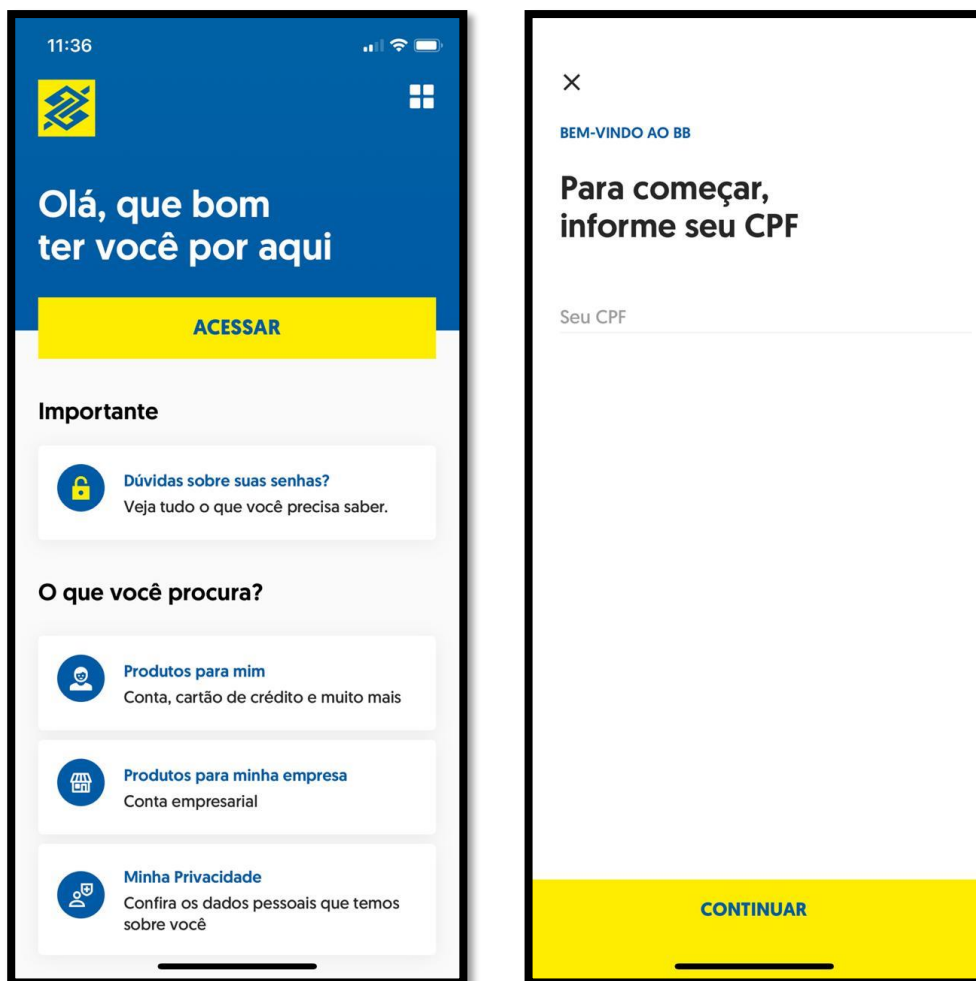 11:36
Olá, que bom
ter você por aqui
ACESSAR
Importante
Dúvidas sobre suas senhas?
Veja tudo o que você precisa saber.
O que você procura?
Produtos para mim
Conta, cartão de crédito e muito mais
Produtos para minha empresa
Conta empresarial
Minha Privacidade
Confira os dados pessoais que temos
sobre você
BEM-VINDO AO BB
Para começar,
informe seu CPF
Seu CPF
CONTINUAR